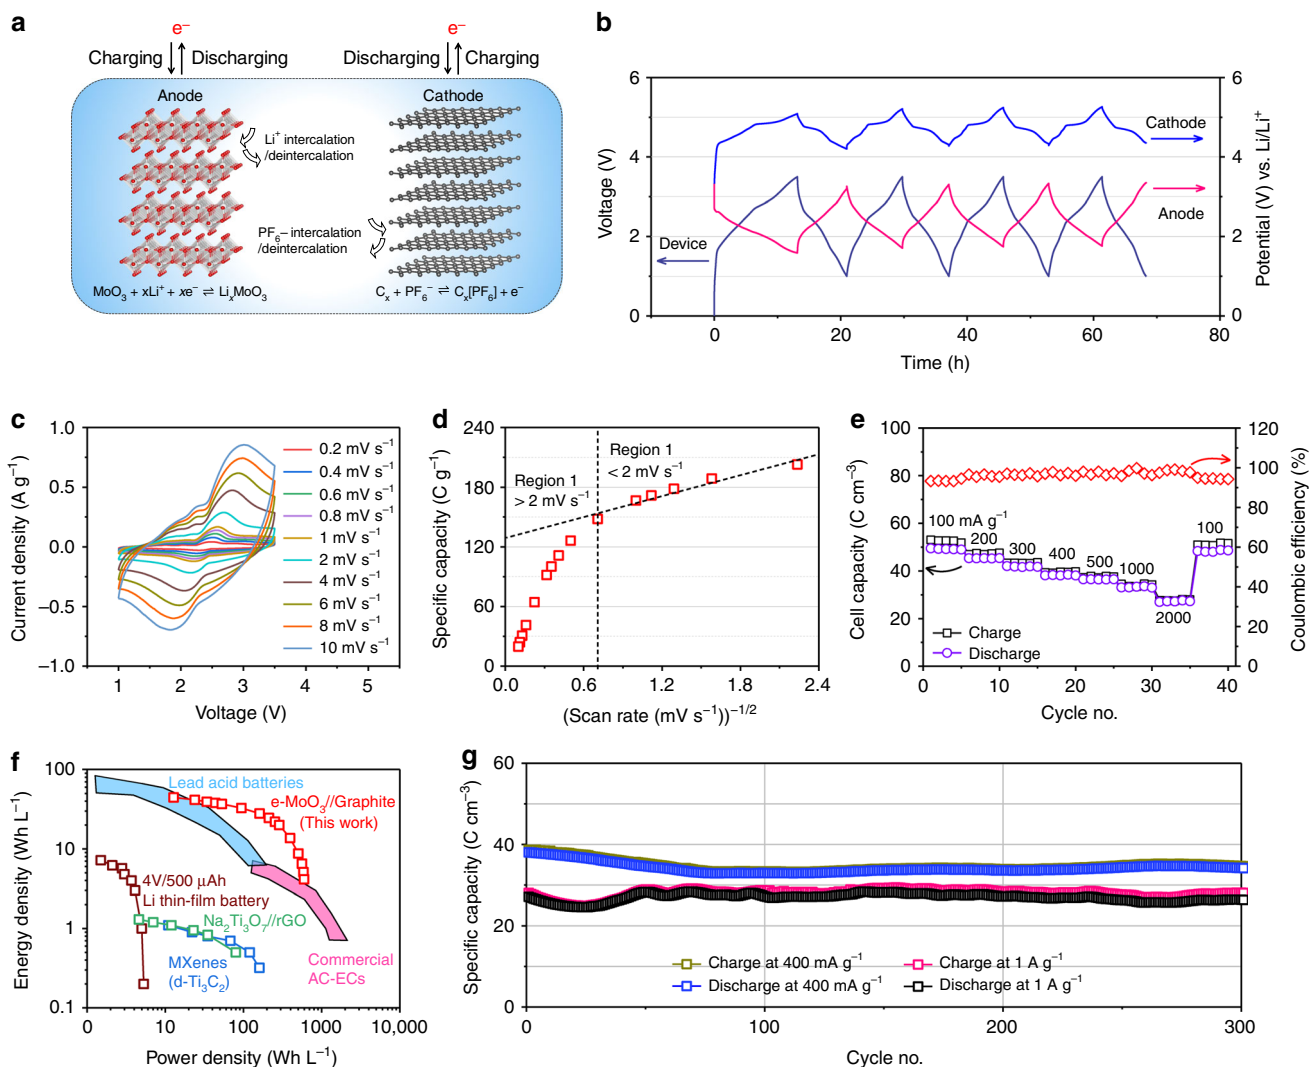 a
e⁻
e⁻
Charging
Discharging
Discharging
Charging
Anode
Cathode
Li⁺ intercalation
/deintercalation
PF₆– intercalation
/deintercalation
MoO₃ + xLi⁺ + xe⁻ ⇌ LiₓMoO₃
Cₓ + PF₆⁻ ⇌ Cₓ[PF₆] + e⁻
b
6
4
2
0
Voltage (V)
6
4
2
0
Potential (V) vs. Li/Li⁺
Cathode
Anode
Device
0
20
40
60
80
Time (h)
c
1.0
0.5
0.0
−0.5
−1.0
Current density (A g⁻¹)
0.2 mV s⁻¹
0.4 mV s⁻¹
0.6 mV s⁻¹
0.8 mV s⁻¹
1 mV s⁻¹
2 mV s⁻¹
4 mV s⁻¹
6 mV s⁻¹
8 mV s⁻¹
10 mV s⁻¹
1
2
3
4
5
Voltage (V)
d
240
180
120
60
0
Specific capacity (C g⁻¹)
Region 1
> 2 mV s⁻¹
Region 1
< 2 mV s⁻¹
0.0
0.6
1.2
1.8
2.4
(Scan rate (mV s⁻¹))⁻¹/²
e
100
80
60
40
20
0
Cell capacity (C cm⁻³)
120
100
80
60
40
20
0
Coulombic efficiency (%)
100 mA g⁻¹
200
300
400
500
1000
2000
100
Charge
Discharge
0
10
20
30
40
Cycle no.
f
100
10
1
0.1
Energy density (Wh L⁻¹)
Lead acid batteries
e-MoO₃//Graphite
(This work)
4V/500 μAh
Li thin-film battery
Na₂Ti₃O₇//rGO
MXenes
(d-Ti₃C₂)
Commercial
AC-ECs
0
10
100
1000
10,000
Power density (Wh L⁻¹)
g
60
40
20
0
Specific capacity (C cm⁻³)
Charge at 400 mA g⁻¹
Discharge at 400 mA g⁻¹
Charge at 1 A g⁻¹
Discharge at 1 A g⁻¹
0
100
200
300
Cycle no.